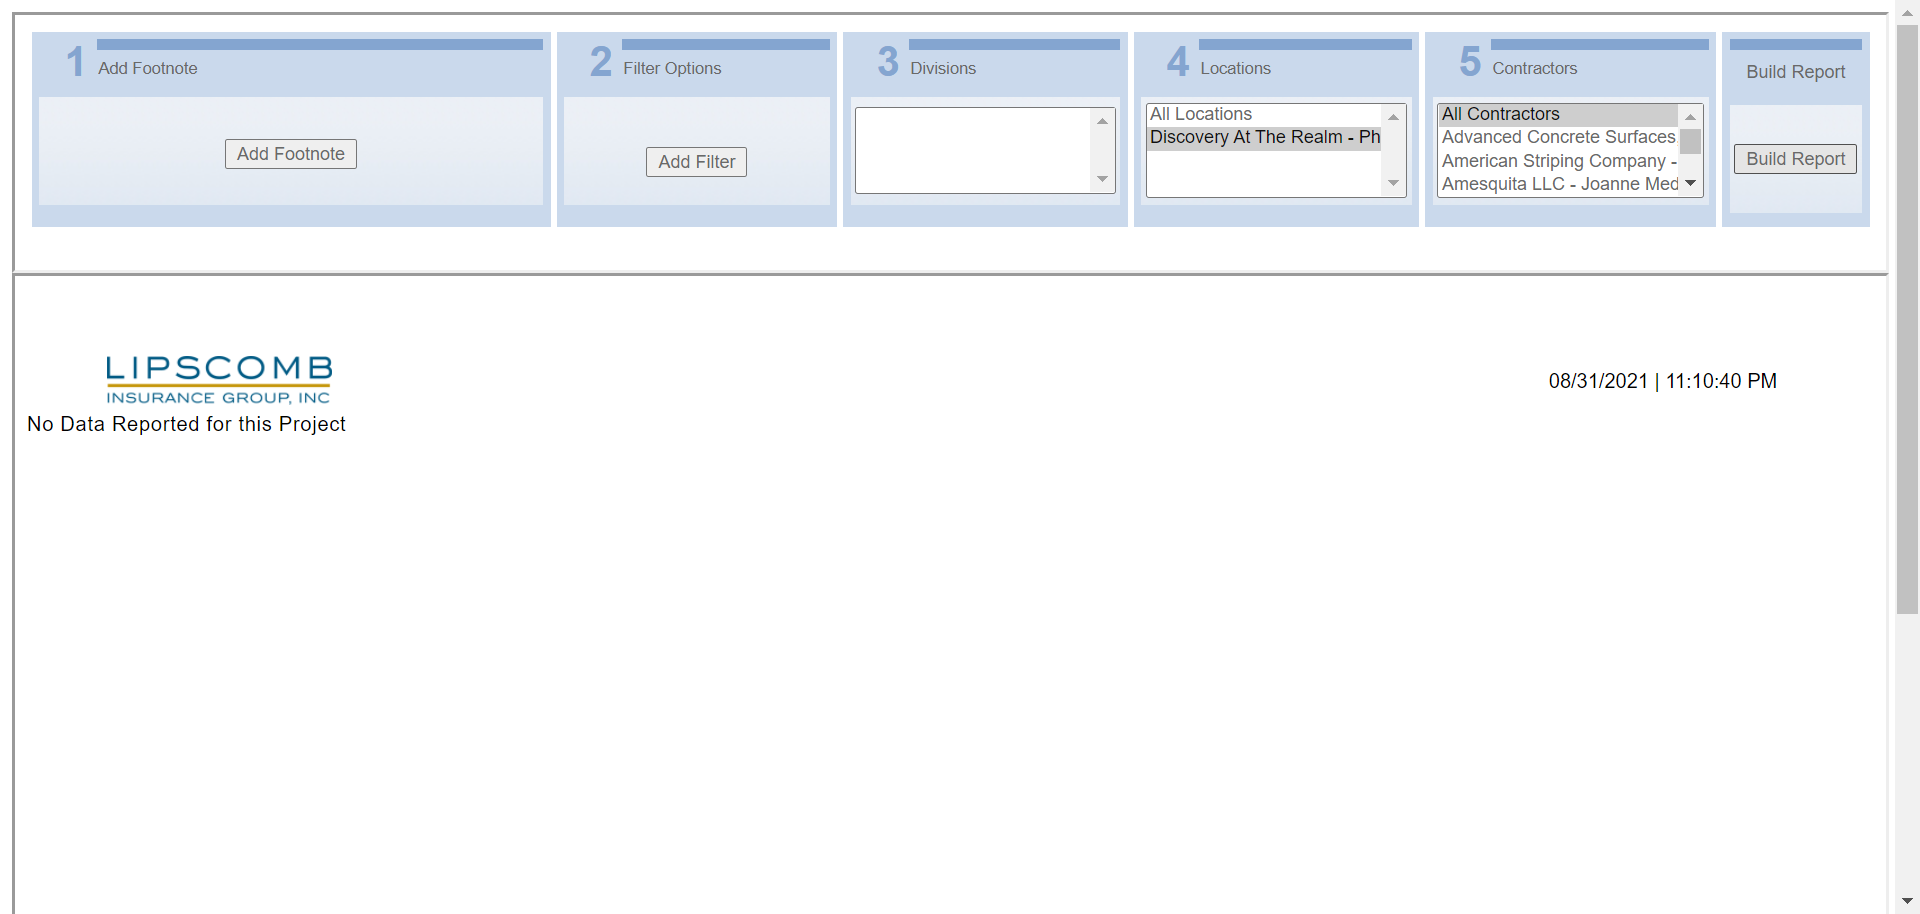 1 Add Footnote
Add Footnote
2 Filter Options
Add Filter
3 Divisions
4 Locations
All Locations
Discovery At The Realm - Ph
5 Contractors
All Contractors
Advanced Concrete Surfaces
American Striping Company -
Amesquita LLC - Joanne Med
Build Report
Build Report
LIPSCOMB
INSURANCE GROUP, INC
08/31/2021 | 11:10:40 PM
No Data Reported for this Project